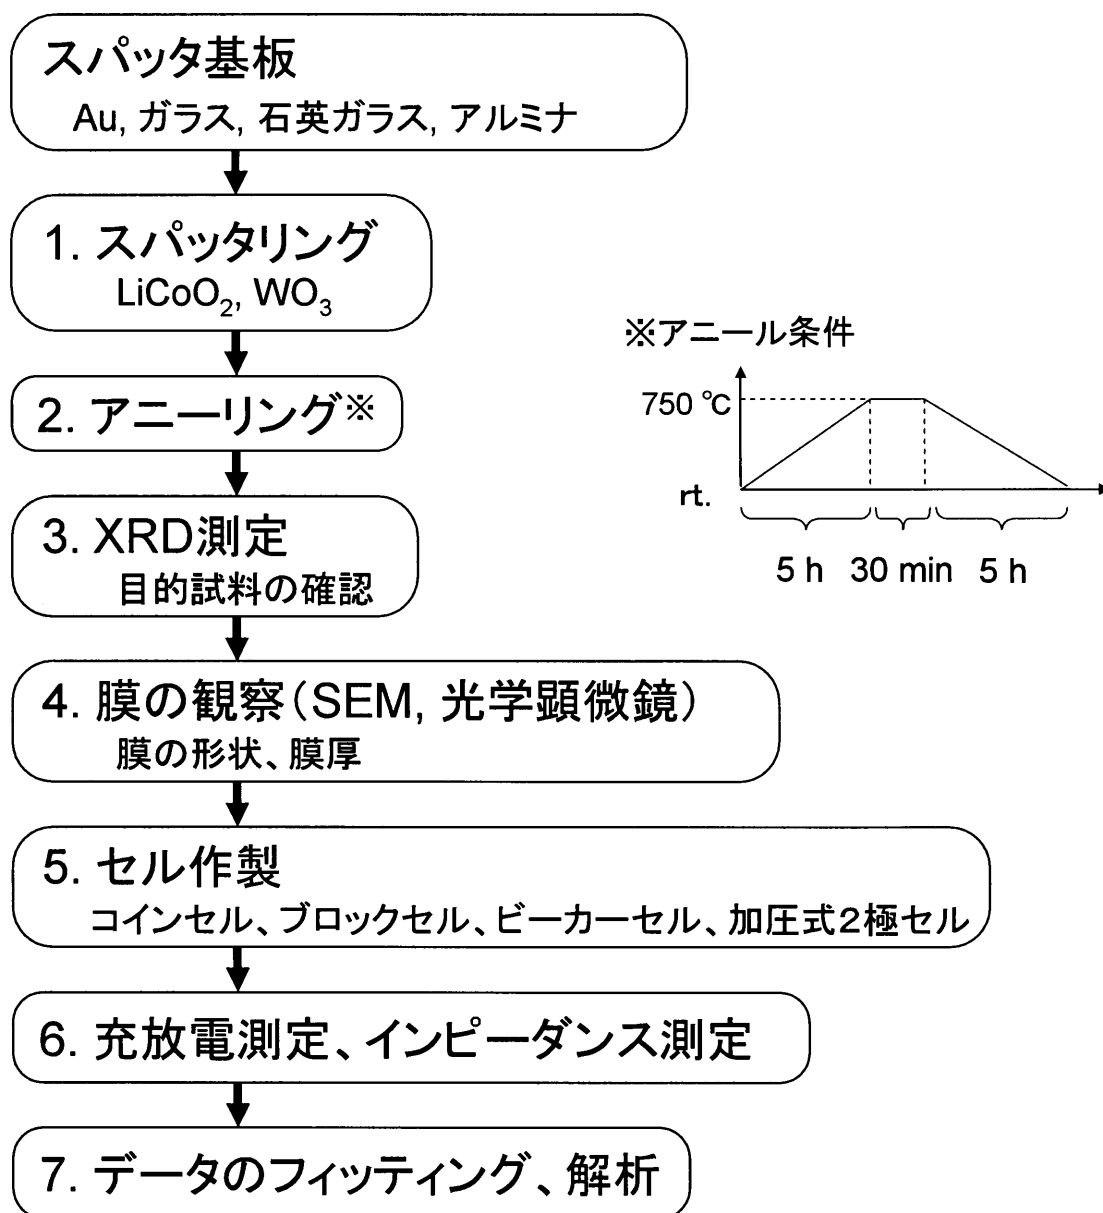 スパッタ基板
Au, ガラス, 石英ガラス, アルミナ
1. スパッタリング
LiCoO₂, WO₃
2. アニーリング※
3. XRD測定
目的試料の確認
4. 膜の観察(SEM, 光学顕微鏡)
膜の形状、膜厚
5. セル作製
コインセル、ブロックセル、ビーカーセル、加圧式2極セル
6. 充放電測定、インピーダンス測定
7. データのフィッティング、解析
※アニール条件
750 ℃
rt.
5 h 30 min 5 h